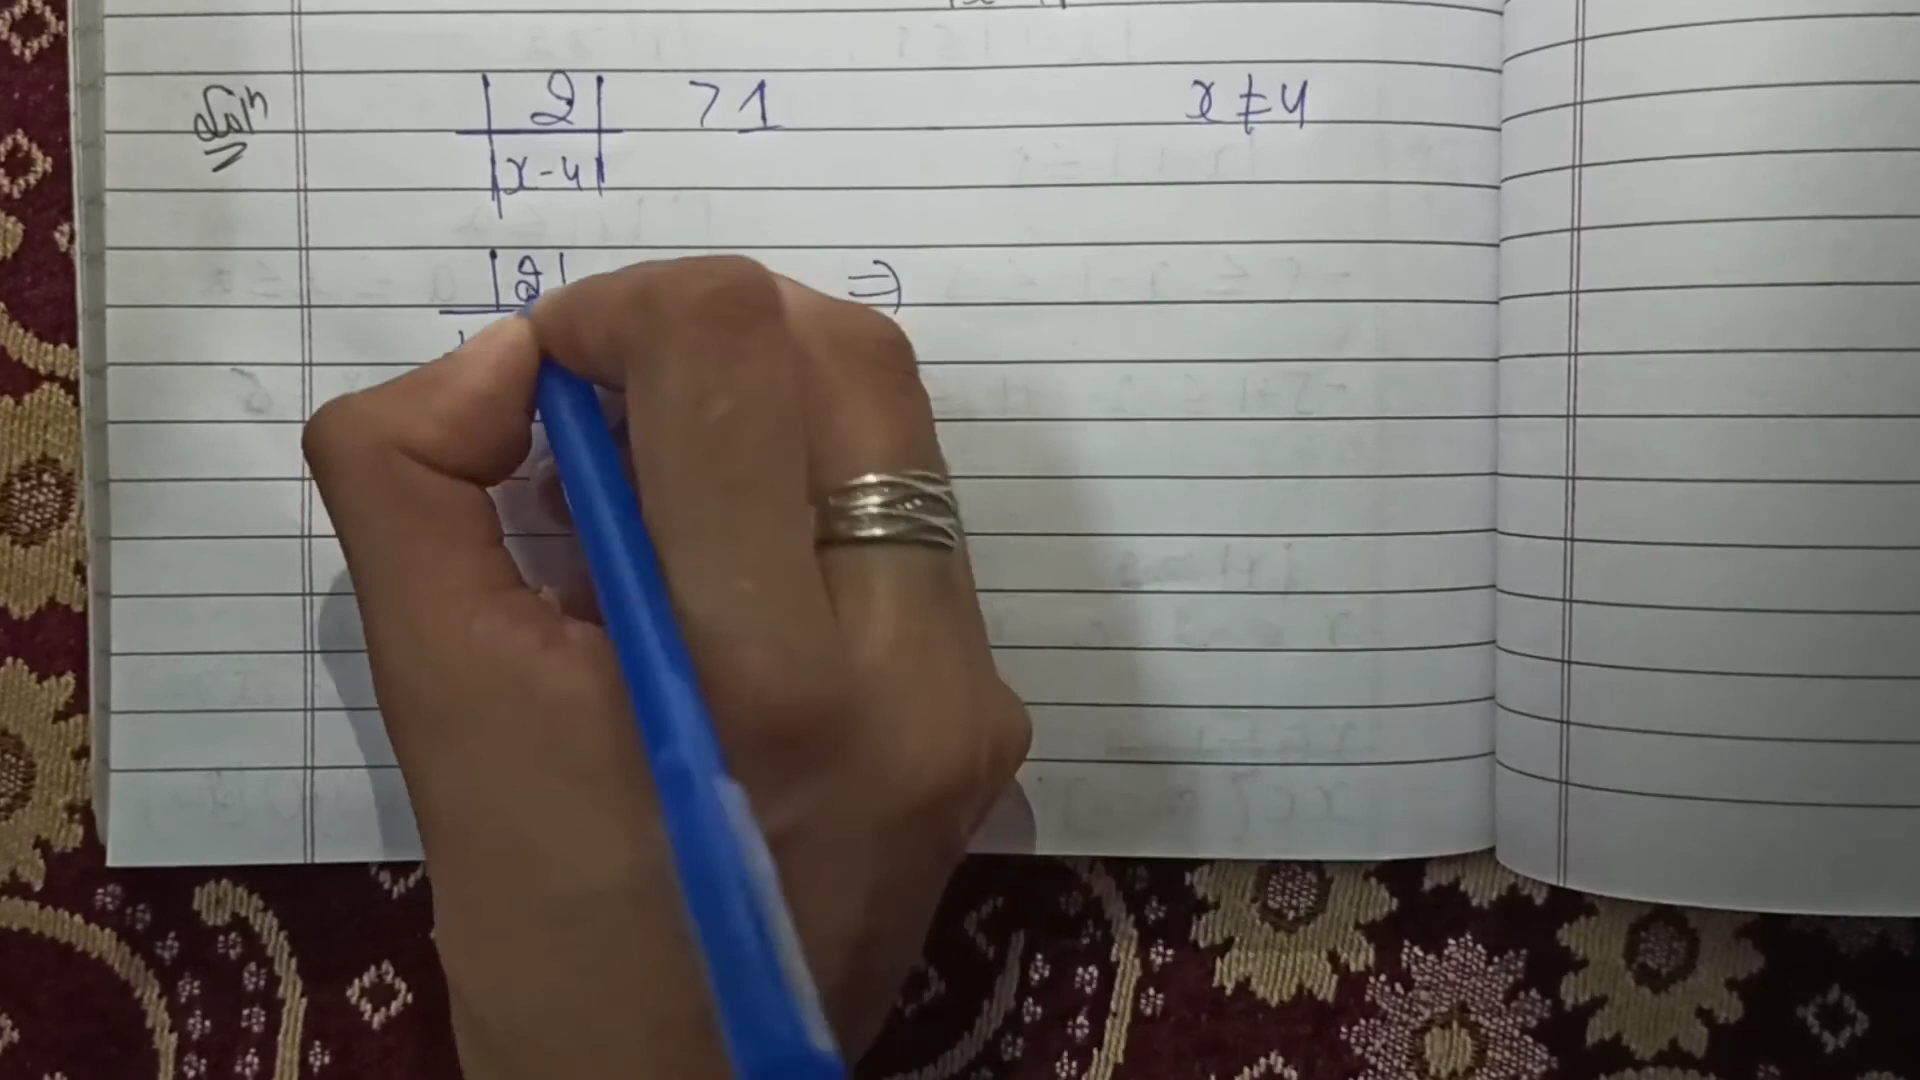 Solⁿ |2 / x-4| > 1 x ≠ 4
|2| ⇒